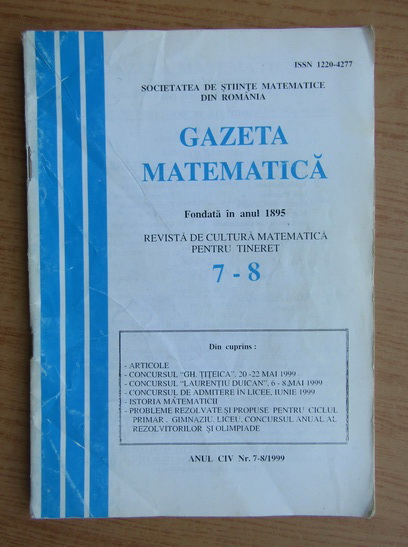 ISSN 1220-4277
SOCIETATEA DE ȘTIINȚE MATEMATICE
DIN ROMÂNIA
GAZETA
MATEMATICĂ
Fondată în anul 1895
REVISTĂ DE CULTURĂ MATEMATICĂ
PENTRU TINERET
7 - 8
Din cuprins :
- ARTICOLE
- CONCURSUL "GH. ȚIȚEICA", 20 -22 MAI 1999
- CONCURSUL "LAURENȚIU DUICAN", 6 - 8 MAI 1999
- CONCURSUL DE ADMITERE ÎN LICEE, IUNIE 1999
- ISTORIA MATEMATICII
- PROBLEME REZOLVATE ȘI PROPUSE PENTRU CICLUL
PRIMAR, GIMNAZIU, LICEU, CONCURSUL ANUAL AL
REZOLVITORILOR ȘI OLIMPIADE
ANUL CIV Nr. 7-8/1999